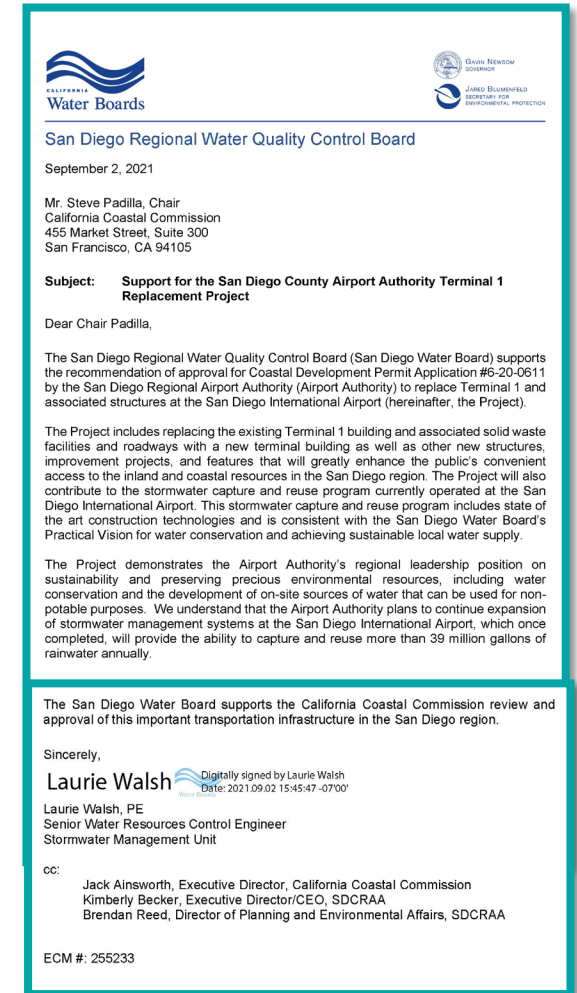 CALIFORNIA
Water Boards
GAVIN NEWSOM
GOVERNOR
JARED BLUMENFELD
SECRETARY FOR
ENVIRONMENTAL PROTECTION
San Diego Regional Water Quality Control Board
September 2, 2021
Mr. Steve Padilla, Chair
California Coastal Commission
455 Market Street, Suite 300
San Francisco, CA 94105
Subject: Support for the San Diego County Airport Authority Terminal 1
Replacement Project
Dear Chair Padilla,
The San Diego Regional Water Quality Control Board (San Diego Water Board) supports
the recommendation of approval for Coastal Development Permit Application #6-20-0611
by the San Diego Regional Airport Authority (Airport Authority) to replace Terminal 1 and
associated structures at the San Diego International Airport (hereinafter, the Project).
The Project includes replacing the existing Terminal 1 building and associated solid waste
facilities and roadways with a new terminal building as well as other new structures,
improvement projects, and features that will greatly enhance the public's convenient
access to the inland and coastal resources in the San Diego region. The Project will also
contribute to the stormwater capture and reuse program currently operated at the San
Diego International Airport. This stormwater capture and reuse program includes state of
the art construction technologies and is consistent with the San Diego Water Board's
Practical Vision for water conservation and achieving sustainable local water supply.
The Project demonstrates the Airport Authority's regional leadership position on
sustainability and preserving precious environmental resources, including water
conservation and the development of on-site sources of water that can be used for non-
potable purposes. We understand that the Airport Authority plans to continue expansion
of stormwater management systems at the San Diego International Airport, which once
completed, will provide the ability to capture and reuse more than 39 million gallons of
rainwater annually.
The San Diego Water Board supports the California Coastal Commission review and
approval of this important transportation infrastructure in the San Diego region.
Sincerely,
Laurie Walsh
Water Boards
Digitally signed by Laurie Walsh
Date: 2021.09.02 15:45:47 -07'00'
Laurie Walsh, PE
Senior Water Resources Control Engineer
Stormwater Management Unit
cc:
Jack Ainsworth, Executive Director, California Coastal Commission
Kimberly Becker, Executive Director/CEO, SDCRAA
Brendan Reed, Director of Planning and Environmental Affairs, SDCRAA
ECM #: 255233